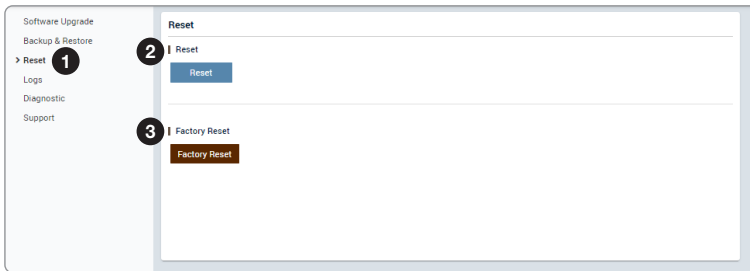 Software Upgrade
Backup & Restore
> Reset 1
Logs
Diagnostic
Support
Reset
2 Reset
Reset
3 Factory Reset
Factory Reset